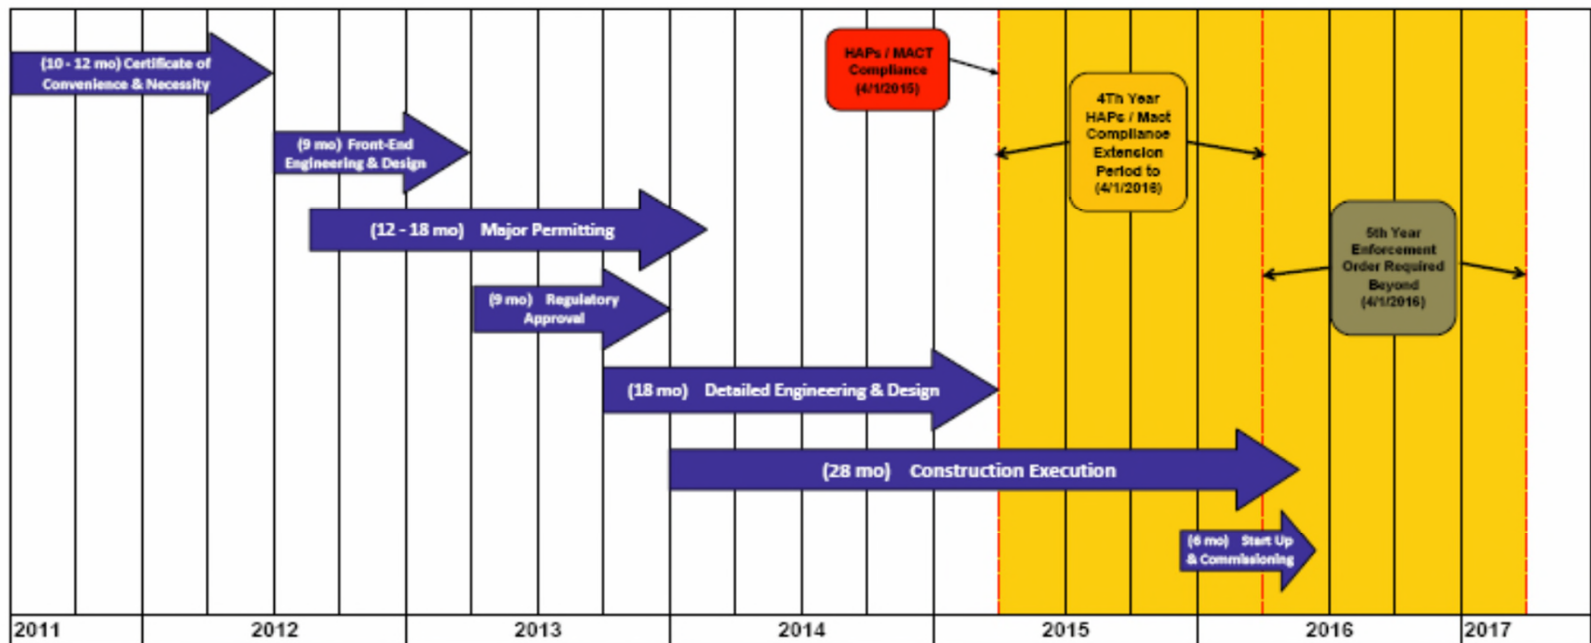 (10 - 12 mo) Certificate of
Convenience & Necessity
HAPs / MACT
Compliance
(4/1/2015)
4Th Year
HAPs / Mact
Compliance
Extension
Period to
(4/1/2016)
(9 mo) Front-End
Engineering & Design
(12 - 18 mo) Major Permitting
5th Year
Enforcement
Order Required
Beyond
(4/1/2016)
(9 mo) Regulatory
Approval
(18 mo) Detailed Engineering & Design
(28 mo) Construction Execution
(6 mo) Start Up
& Commissioning
2011 2012 2013 2014 2015 2016 2017